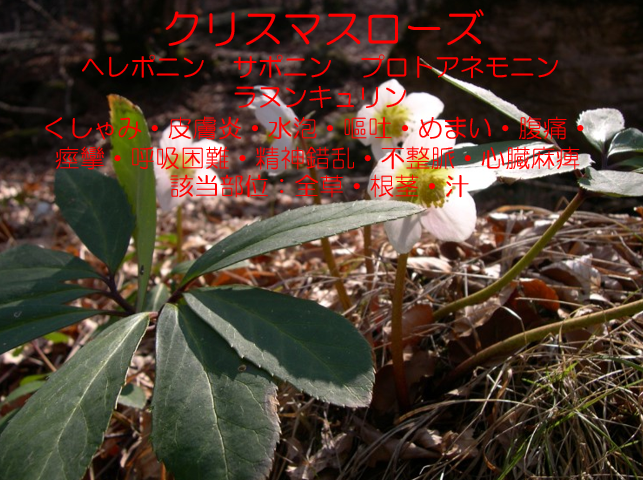 クリスマスローズ
ヘレボニン　サポニン　プロトアネモニン
ラヌンキュリン
くしゃみ・皮膚炎・水泡・嘔吐・めまい・腹痛・
痙攣・呼吸困難・精神錯乱・不整脈・心臓麻痺
該当部位：全草・根茎・汁